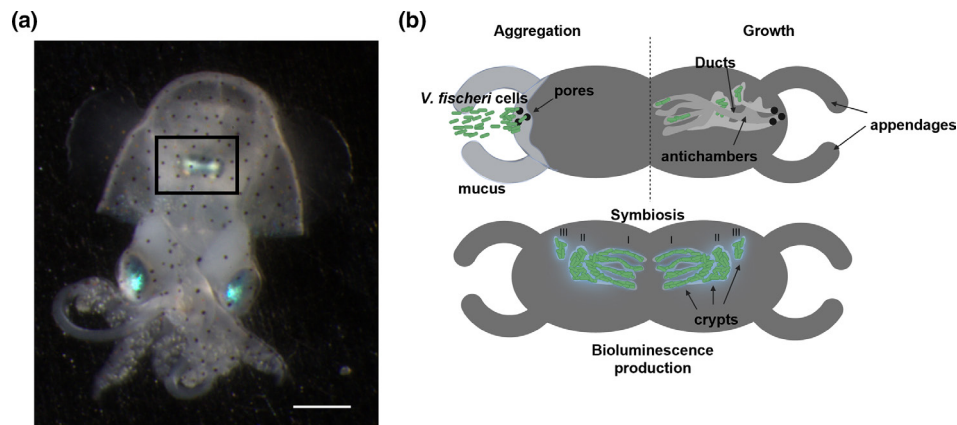 (a)
(b)
Aggregation
Growth
Ducts
V. fischeri cells
pores
appendages
antichambers
mucus
Symbiosis
III
II
I
I
II
III
crypts
Bioluminescence
production